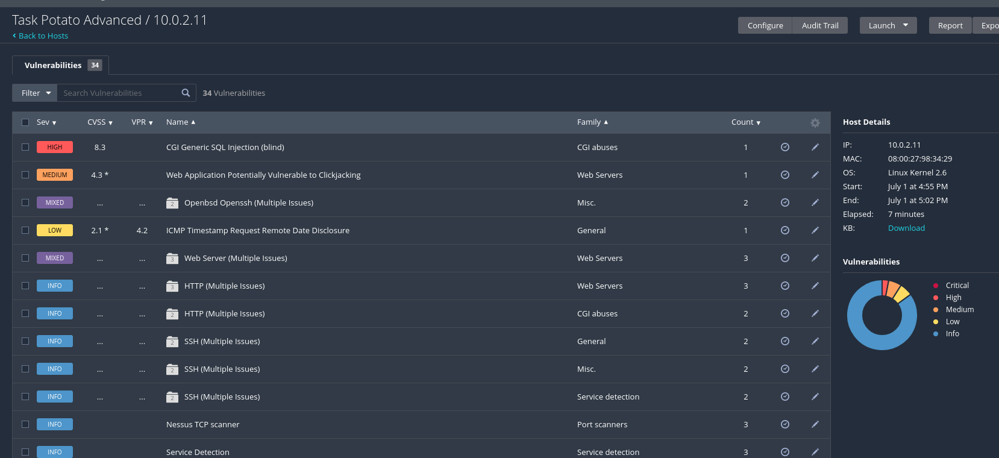 Task Potato Advanced / 10.0.2.11
Configure Audit Trail Launch Report Expo
Back to Hosts
Vulnerabilities 34
Filter Search Vulnerabilities 34 Vulnerabilities
Sev CVSS VPR Name Family Count
HIGH 8.3 CGI Generic SQL Injection (blind) CGI abuses 1
MEDIUM 4.3 * Web Application Potentially Vulnerable to Clickjacking Web Servers 1
MIXED ... ... 2 Openbsd Openssh (Multiple Issues) Misc. 2
LOW 2.1 * 4.2 ICMP Timestamp Request Remote Date Disclosure General 1
MIXED ... ... 3 Web Server (Multiple Issues) Web Servers 3
INFO ... ... 3 HTTP (Multiple Issues) Web Servers 3
INFO ... ... 2 HTTP (Multiple Issues) CGI abuses 2
INFO ... ... 2 SSH (Multiple Issues) General 2
INFO ... ... 2 SSH (Multiple Issues) Misc. 2
INFO ... ... 2 SSH (Multiple Issues) Service detection 2
INFO Nessus TCP scanner Port scanners 3
INFO Service Detection Service detection 3
Host Details
IP: 10.0.2.11
MAC: 08:00:27:98:34:29
OS: Linux Kernel 2.6
Start: July 1 at 4:55 PM
End: July 1 at 5:02 PM
Elapsed: 7 minutes
KB: Download
Vulnerabilities
Critical
High
Medium
Low
Info